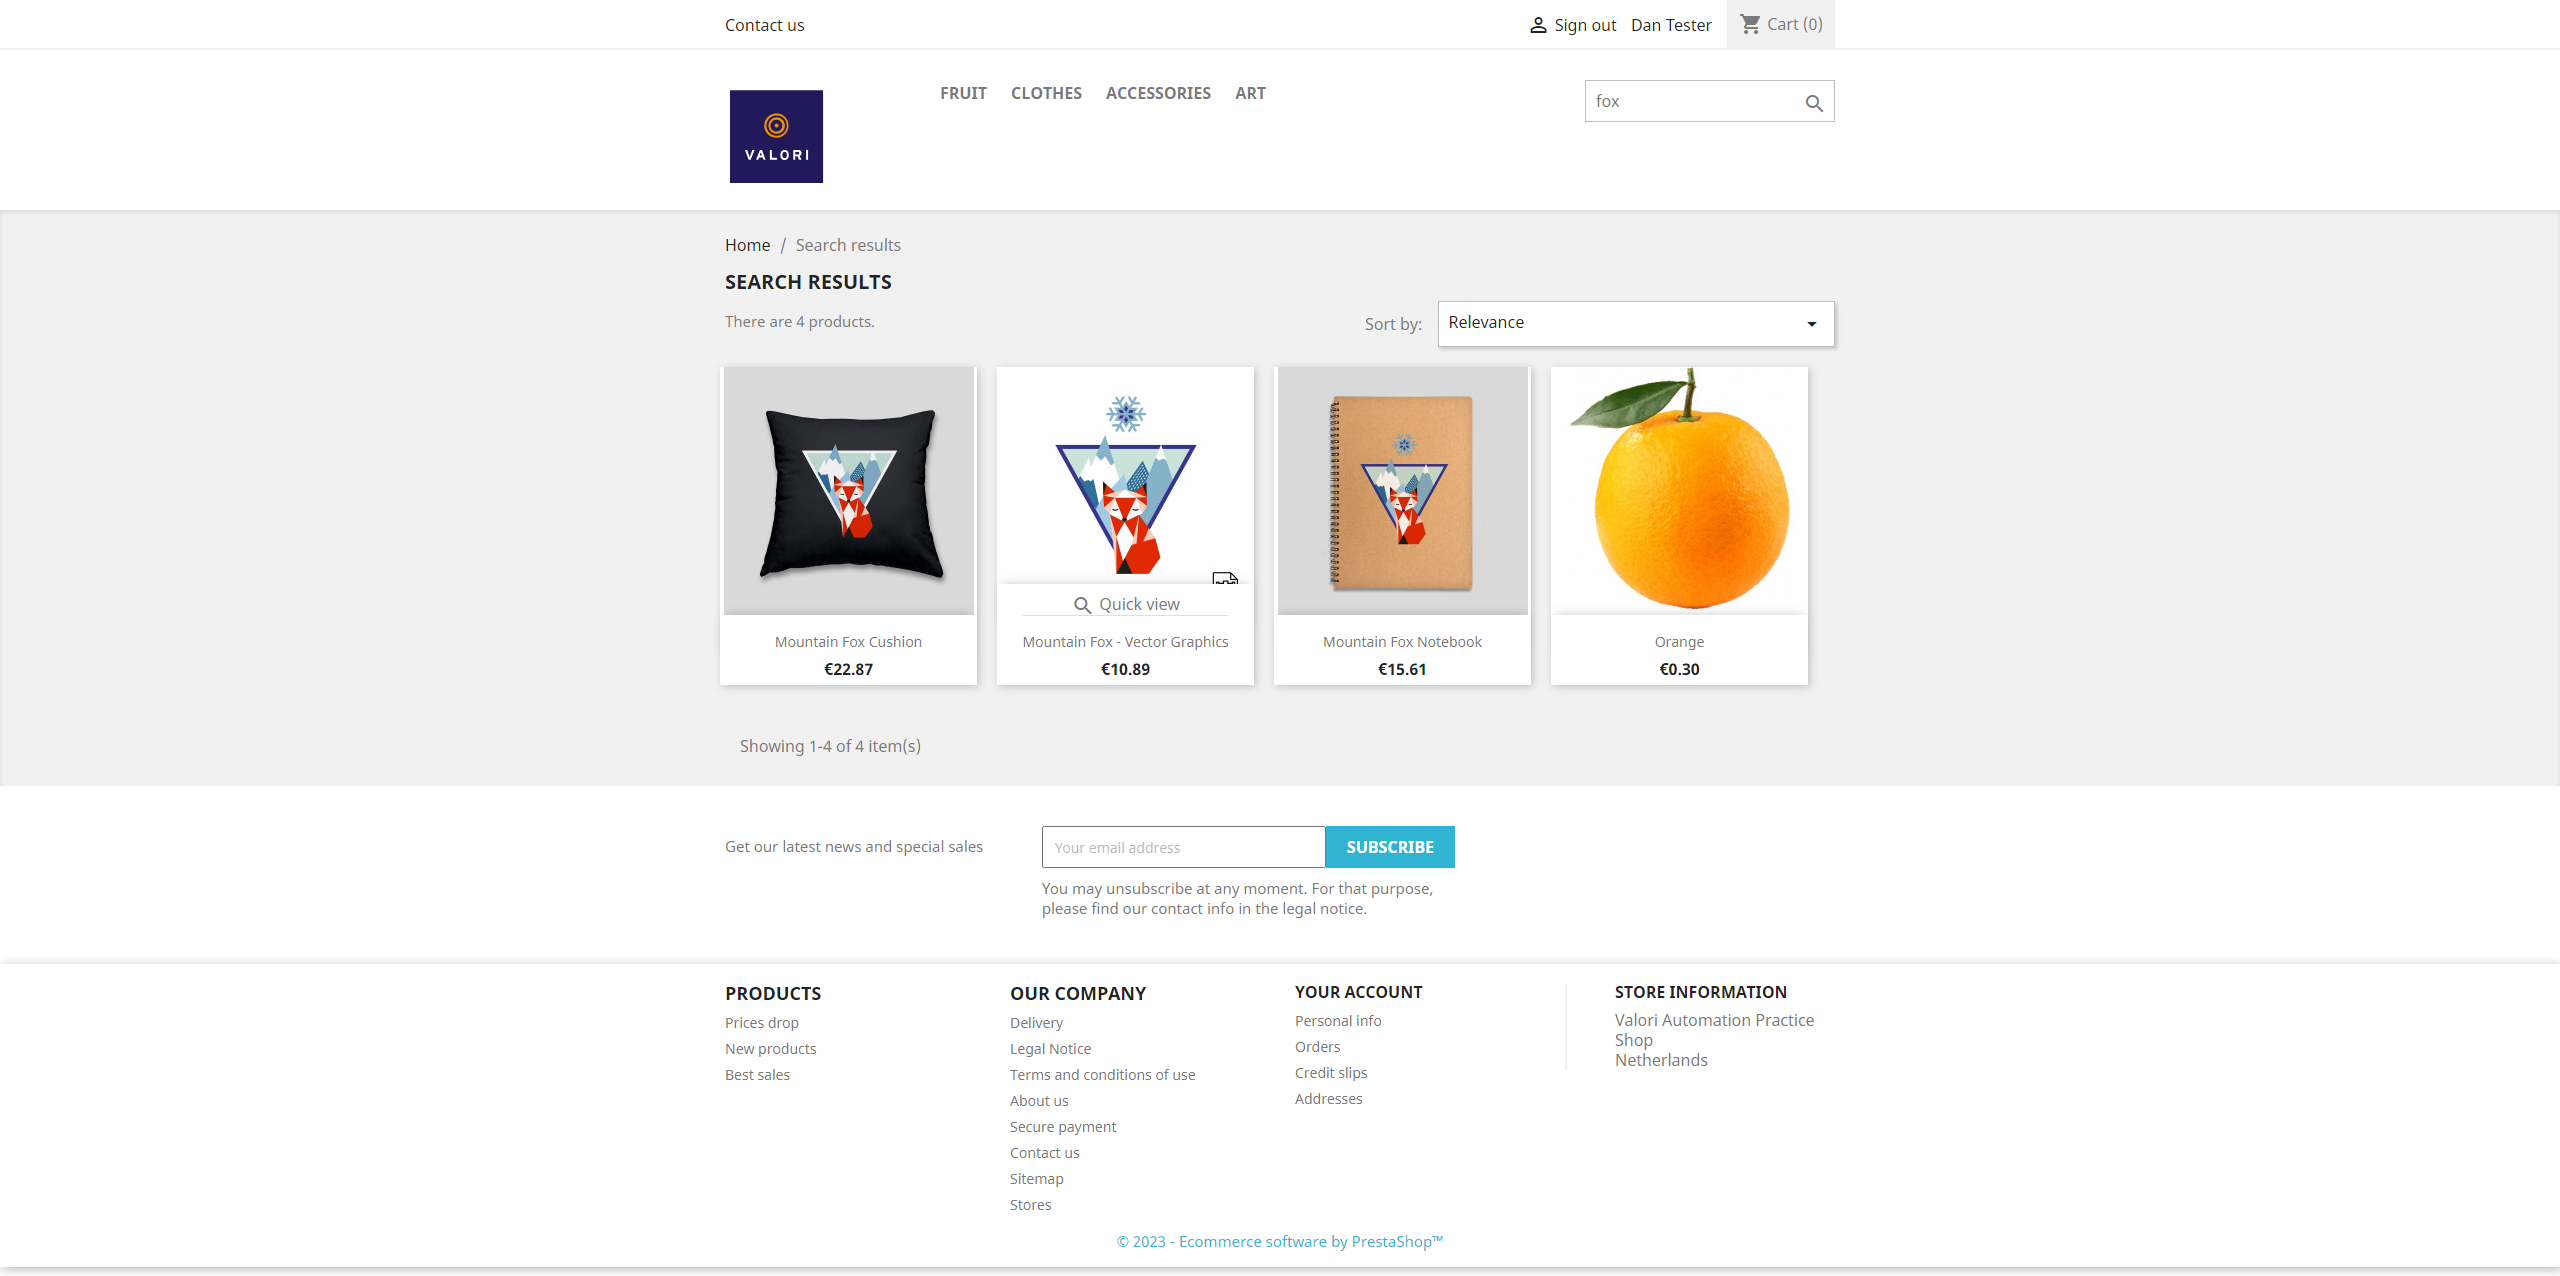 Contact us
Sign out
Dan Tester
Cart (0)
VALORI
FRUIT
CLOTHES
ACCESSORIES
ART
fox
Home / Search results
SEARCH RESULTS
There are 4 products.
Sort by:
Relevance
Quick view
Mountain Fox Cushion
€22.87
Mountain Fox - Vector Graphics
€10.89
Mountain Fox Notebook
€15.61
Orange
€0.30
Showing 1-4 of 4 item(s)
Get our latest news and special sales
Your email address
SUBSCRIBE
You may unsubscribe at any moment. For that purpose,
please find our contact info in the legal notice.
PRODUCTS
Prices drop
New products
Best sales
OUR COMPANY
Delivery
Legal Notice
Terms and conditions of use
About us
Secure payment
Contact us
Sitemap
Stores
YOUR ACCOUNT
Personal info
Orders
Credit slips
Addresses
STORE INFORMATION
Valori Automation Practice
Shop
Netherlands
© 2023 - Ecommerce software by PrestaShop™